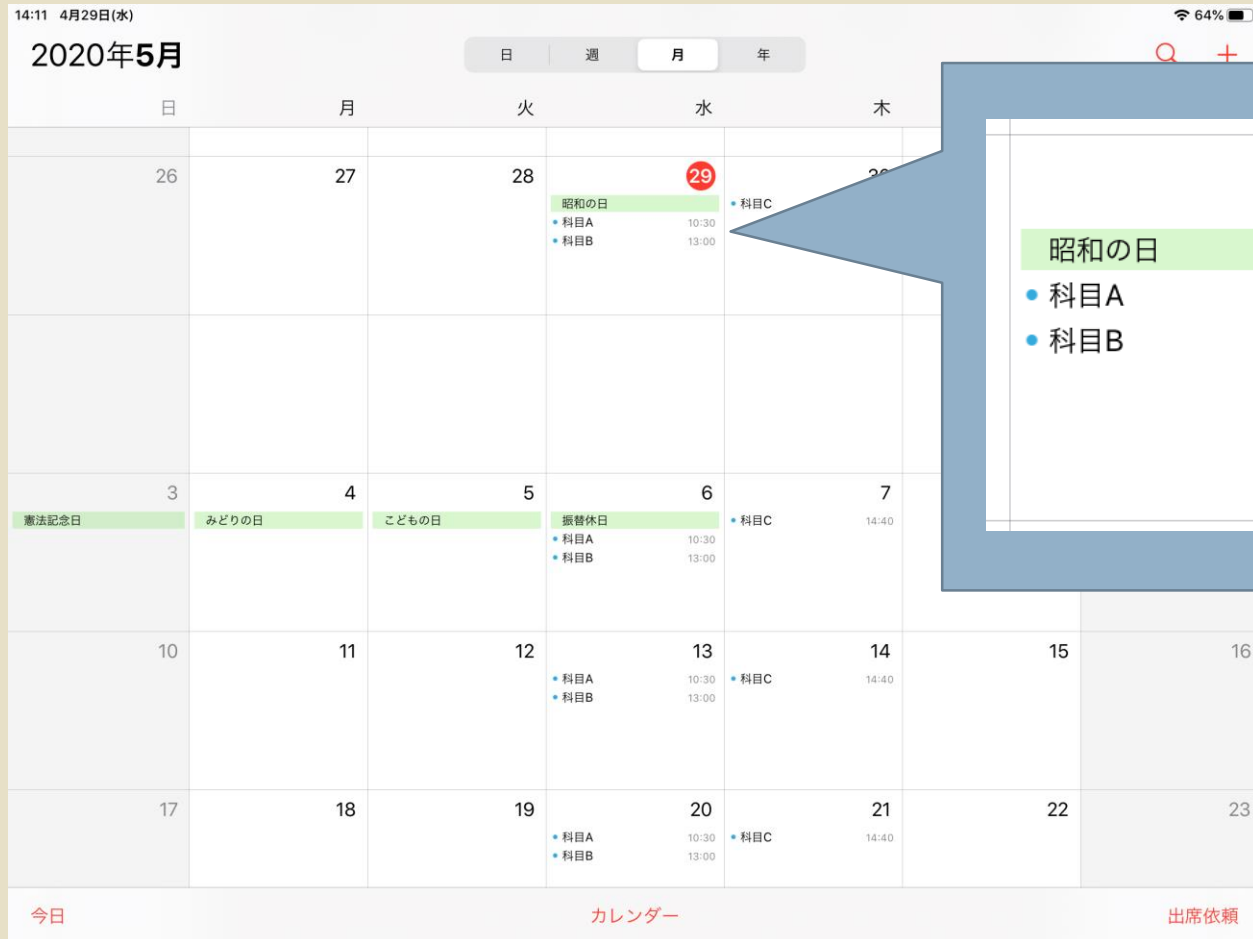 14:11 4月29日(水) 64%
2020年5月 日 週 月 年
日 月 火 水 木
26 27 28 29
昭和の日 • 科目C
• 科目A 10:30
• 科目B 13:00
昭和の日
• 科目A
• 科目B
3 4 5 6 7
憲法記念日 みどりの日 こどもの日 振替休日 • 科目C 14:40
• 科目A 10:30
• 科目B 13:00
10 11 12 13 14 15 16
• 科目A 10:30 • 科目C 14:40
• 科目B 13:00
17 18 19 20 21 22 23
• 科目A 10:30 • 科目C 14:40
• 科目B 13:00
今日 カレンダー 出席依頼